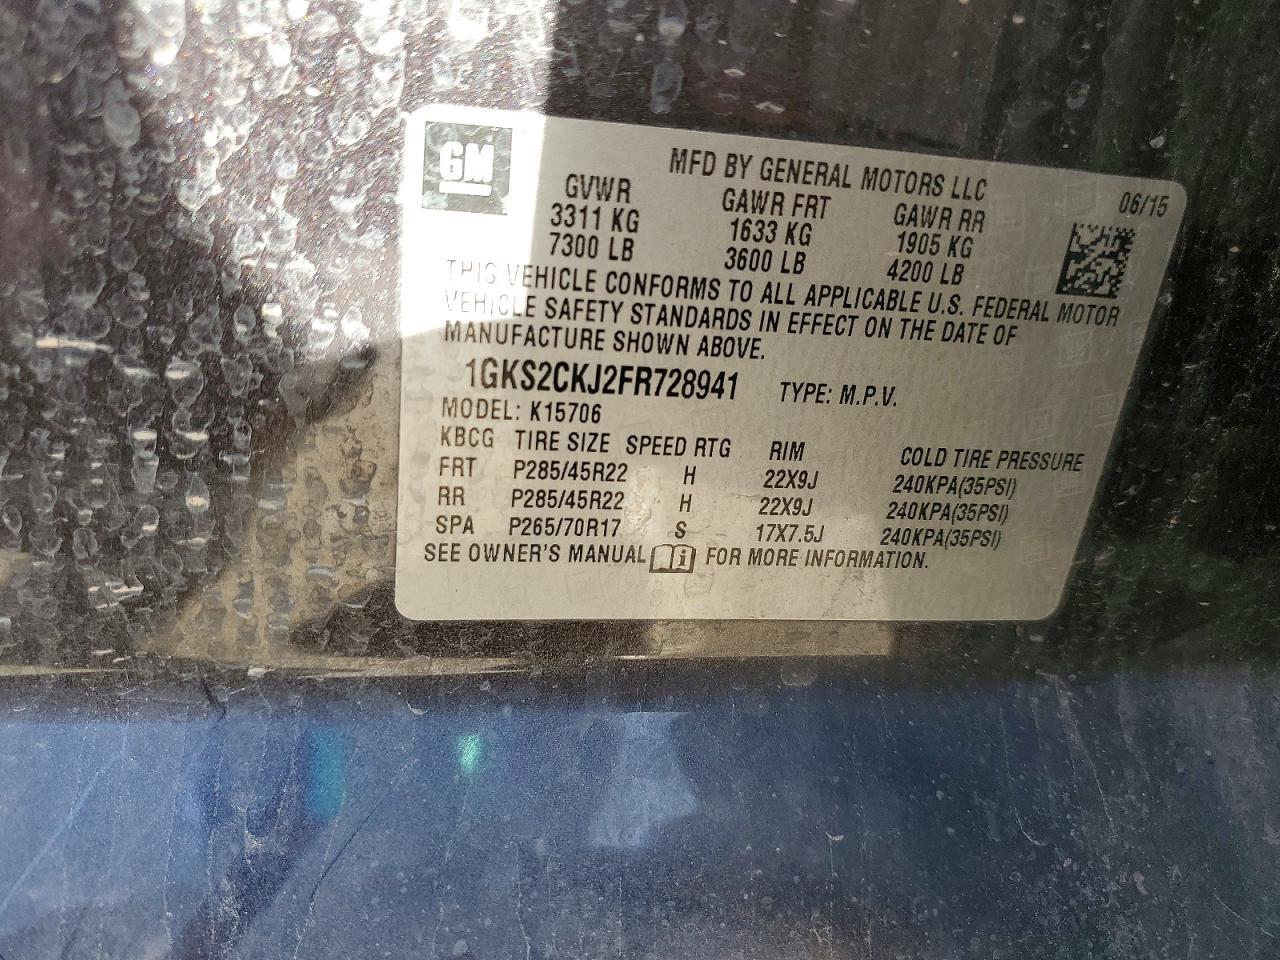 GM
MFD BY GENERAL MOTORS LLC
06/15
GVWR GAWR FRT GAWR RR
3311 KG 1633 KG 1905 KG
7300 LB 3600 LB 4200 LB
THIS VEHICLE CONFORMS TO ALL APPLICABLE U.S. FEDERAL MOTOR
VEHICLE SAFETY STANDARDS IN EFFECT ON THE DATE OF
MANUFACTURE SHOWN ABOVE.
1GKS2CKJ2FR728941 TYPE: M.P.V.
MODEL: K15706
KBCG TIRE SIZE SPEED RTG RIM COLD TIRE PRESSURE
FRT P285/45R22 H 22X9J 240KPA(35PSI)
RR P285/45R22 H 22X9J 240KPA(35PSI)
SPA P265/70R17 S 17X7.5J 240KPA(35PSI)
SEE OWNER'S MANUAL FOR MORE INFORMATION.